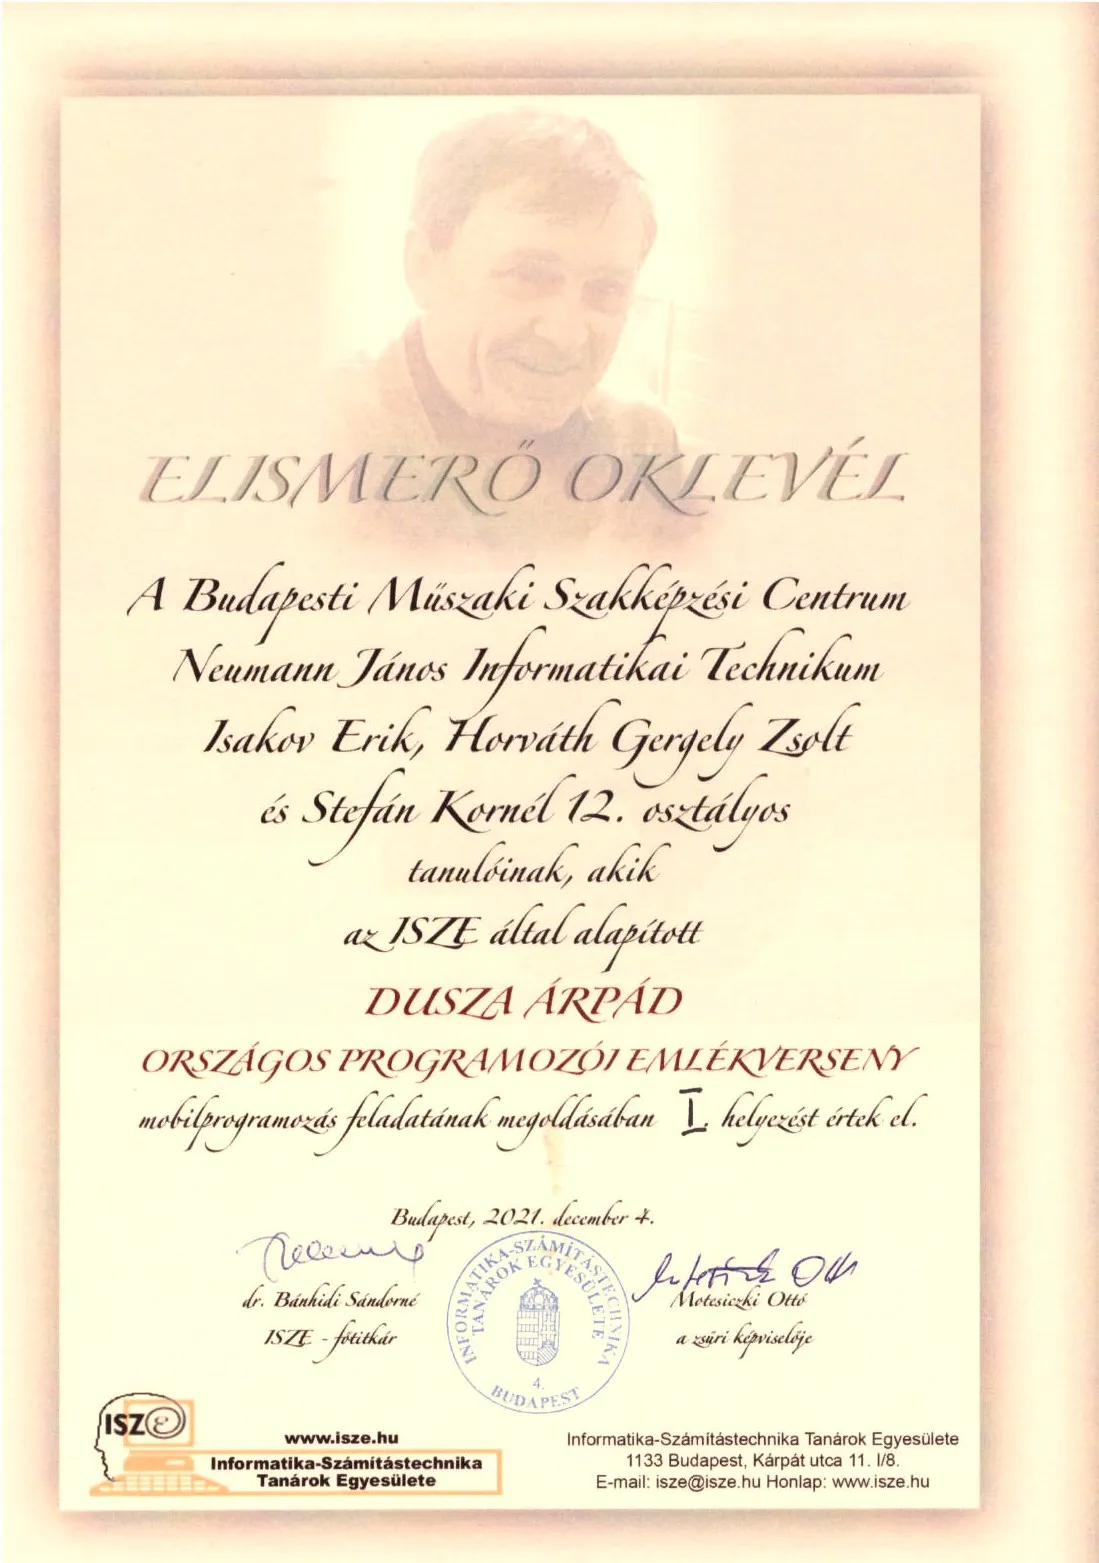 ELISMERŐ OKLEVÉL
A Budapesti Műszaki Szakképzési Centrum
Neumann János Informatikai Technikum
Isakov Erik, Horváth Gergely Zsolt
és Stefán Kornél 12. osztályos
tanulóinak, akik
az ISZE által alapított
DUSZA ÁRPÁD
ORSZÁGOS PROGRAMOZÓI EMLÉKVERSENY
mobilprogramozás feladatának megoldásában I. helyezést értek el.
Budapest, 2021. december 4.
INFORMATIKA-SZÁMÍTÁSTECHNIKA
TANÁROK EGYESÜLETE
4.
BUDAPEST
dr. Bánhidi Sándorné
Motesiczki Ottó
ISZE - főtitkár
a zsűri képviselője
ISZE
www.isze.hu
Informatika-Számítástechnika
Tanárok Egyesülete
Informatika-Számítástechnika Tanárok Egyesülete
1133 Budapest, Kárpát utca 11. I/8.
E-mail: isze@isze.hu Honlap: www.isze.hu